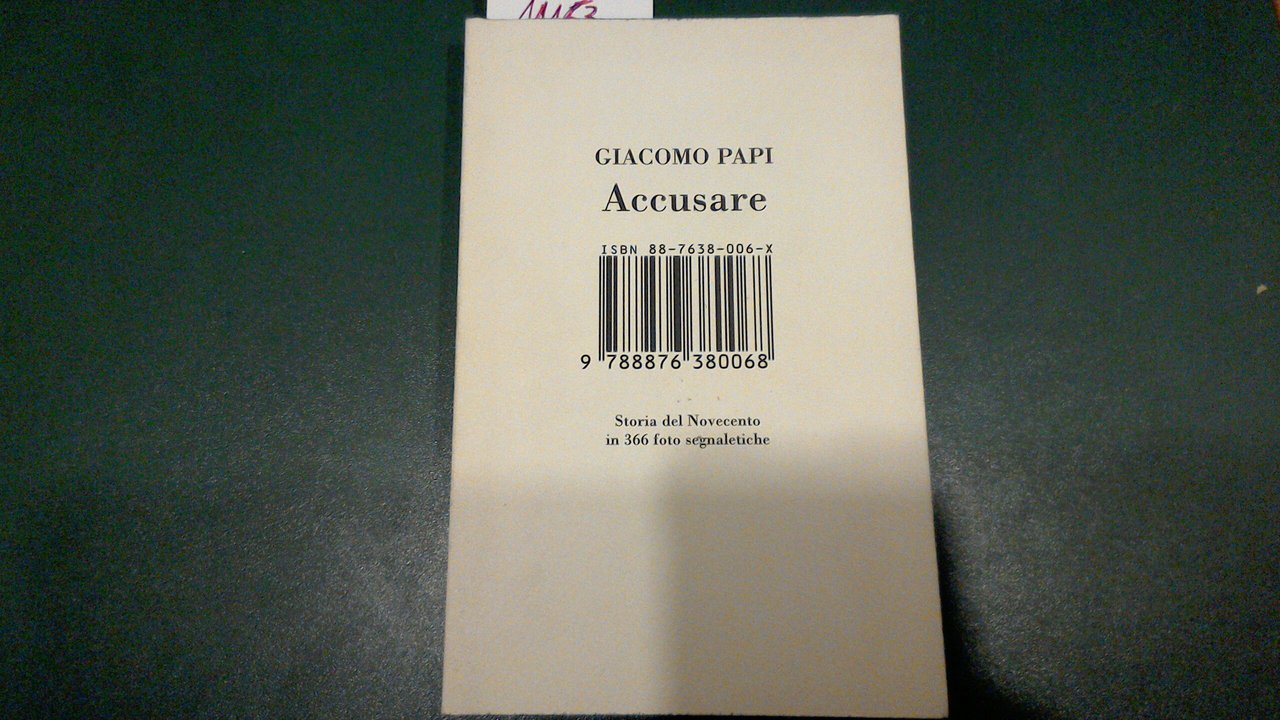 GIACOMO PAPI
Accusare
ISBN 88-7638-006-X
9 788876 380068
Storia del Novecento
in 366 foto segnaletiche